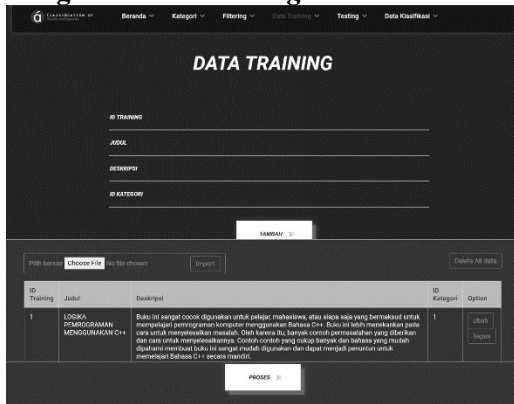 CLASSIFICATION OF
Beranda Kategori Filtering Data Training Testing Data Klasifikasi
DATA TRAINING
ID TRAINING
JUDUL
DESKRIPSI
ID KATEGORI
TAMBAH
Pilih berkas Choose File No file chosen Import Delete All data
ID Training Judul Deskripsi ID Kategori Option
1 LOGIKA PEMROGRAMAN MENGGUNAKAN C++ 1 Ubah
Buku ini sangat cocok digunakan untuk pelajar, mahasiswa, atau siapa saja yang bermaksud untuk
mempelajari pemrograman komputer menggunakan Bahasa C++. Buku ini lebih menekankan pada
cara untuk menyelesaikan masalah. Oleh karena itu, banyak contoh permasalahan yang diberikan
dan cara untuk menyelesaikannya. Contoh contoh yang cukup banyak dan bahasa yang mudah
dipahami membuat buku ini sangat mudah digunakan dan dapat menjadi penuntun untuk
memelajari Bahasa C++ secara mandiri.
hapus
PROSES